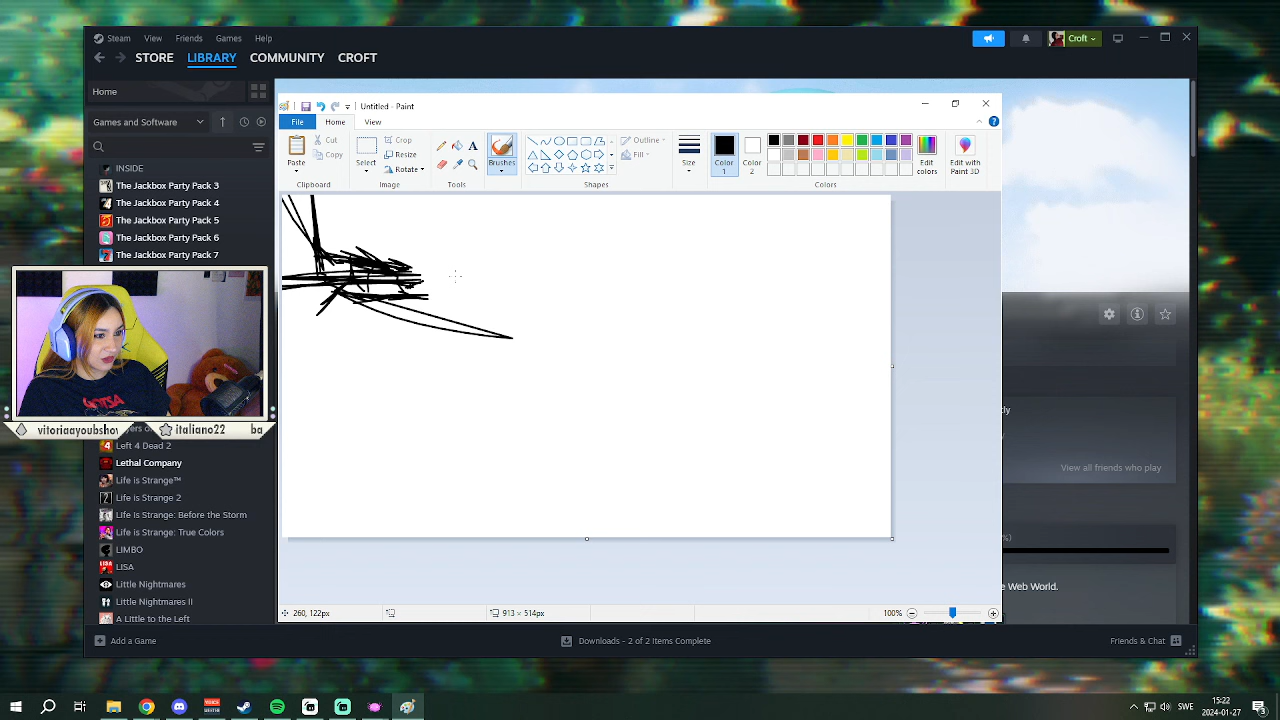 Steam View Friends Games Help
Croft
STORE LIBRARY COMMUNITY CROFT
Home
Games and Software
INSIDE
The Jackbox Party Pack 3
The Jackbox Party Pack 4
The Jackbox Party Pack 5
The Jackbox Party Pack 6
The Jackbox Party Pack 7
Left 4 Dead 2
Lethal Company
Life is Strange™
Life is Strange 2
Life is Strange: Before the Storm
Life is Strange: True Colors
LIMBO
LISA
Little Nightmares
Little Nightmares II
A Little to the Left
Untitled - Paint
File Home View
Paste
Cut
Copy
Clipboard
Select
Crop
Resize
Rotate
Image
Tools
Brushes
Shapes
Outline
Fill
Size
Color 1
Color 2
Colors
Edit colors
Edit with Paint 3D
260, 122px
913 × 514px
100%
View all friends who play
%)
e Web World.
vitoriaayoubshow italiano22 ba
Add a Game
Downloads - 2 of 2 Items Complete
Friends & Chat
SWE
15:22
2024-01-27